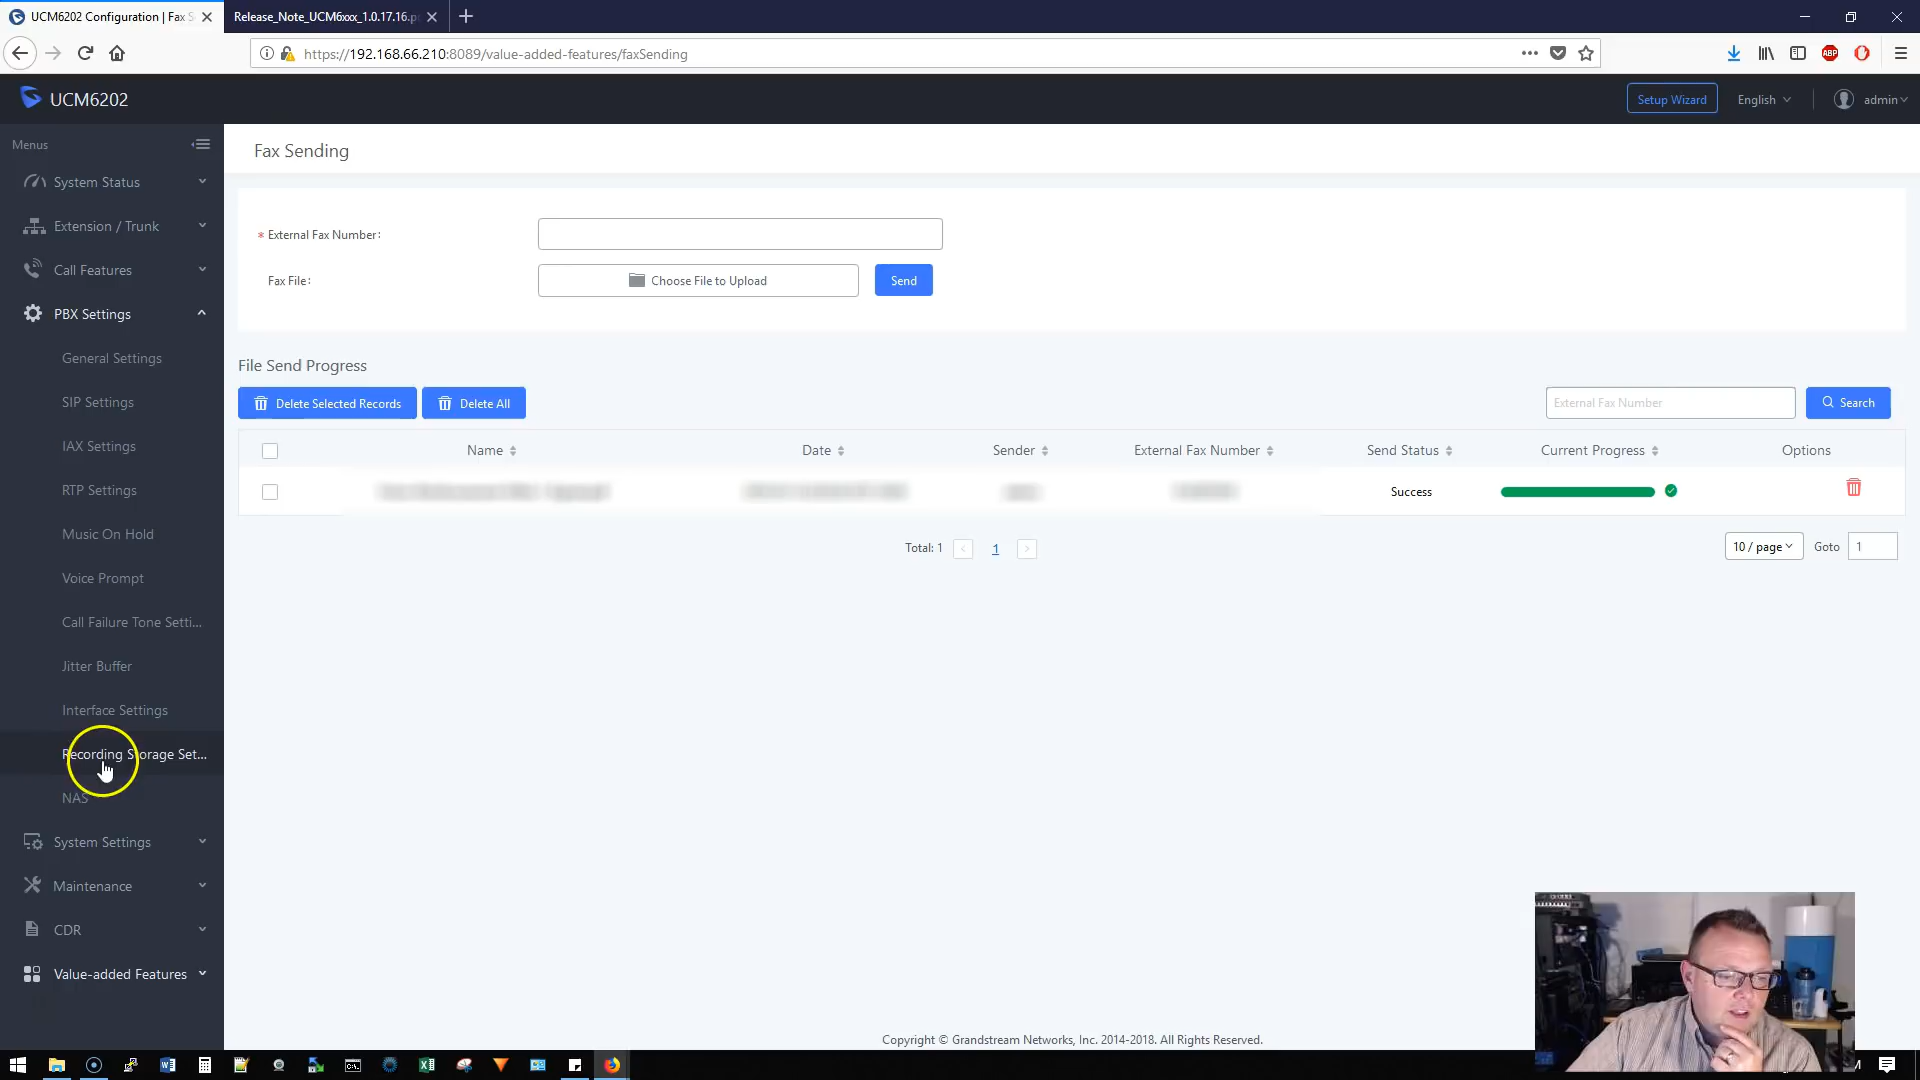 UCM6202 Configuration | Fax S
Release_Note_UCM6xxx_1.0.17.16.p
https://192.168.66.210:8089/value-added-features/faxSending
ABP
UCM6202
Setup Wizard
English
admin
Menus
System Status
Extension / Trunk
Call Features
PBX Settings
General Settings
SIP Settings
IAX Settings
RTP Settings
Music On Hold
Voice Prompt
Call Failure Tone Setti...
Jitter Buffer
Interface Settings
Recording Storage Set...
NAS
System Settings
Maintenance
CDR
Value-added Features
Fax Sending
* External Fax Number:
Fax File:
Choose File to Upload
Send
File Send Progress
Delete Selected Records
Delete All
External Fax Number
Search
Name
Date
Sender
External Fax Number
Send Status
Current Progress
Options
Success
Total: 1
< 1 >
10 / page
Goto
1
Copyright © Grandstream Networks, Inc. 2014-2018. All Rights Reserved.